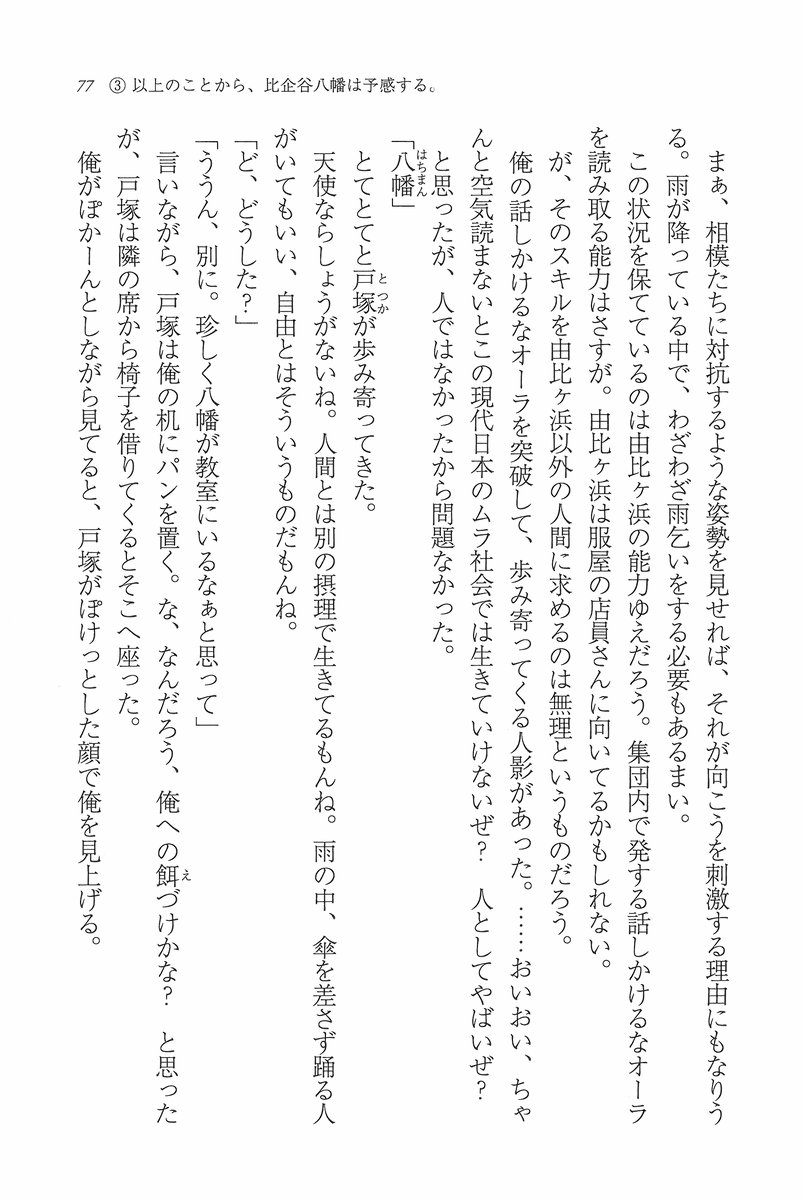 77 ③ 以上のことから、比企谷八幡は予感する。
まぁ、相模たちに対抗するような姿勢を見せれば、それが向こうを刺激する理由にもなりう
る。雨が降っている中で、わざわざ雨乞いをする必要もあるまい。
この状況を保てているのは由比ヶ浜の能力ゆえだろう。集団内で発する話しかけるなオーラ
を読み取る能力はさすが。由比ヶ浜は服屋の店員さんに向いてるかもしれない。
が、そのスキルを由比ヶ浜以外の人間に求めるのは無理というものだろう。
俺の話しかけるなオーラを突破して、歩み寄ってくる人影があった。……おいおい、ちゃ
んと空気読まないとこの現代日本のムラ社会では生きていけないぜ？　人としてやばいぜ？
と思ったが、人ではなかったから問題なかった。
「八幡」
はちまん
とてとてと戸塚が歩み寄ってきた。
とつか
天使ならしょうがないね。人間とは別の摂理で生きてるもんね。雨の中、傘を差さず踊る人
がいてもいい、自由とはそういうものだもんね。
「ど、どうした？」
「ううん、別に。珍しく八幡が教室にいるなぁと思って」
言いながら、戸塚は俺の机にパンを置く。な、なんだろう、俺への餌づけかな？　と思った
え
が、戸塚は隣の席から椅子を借りてくるとそこへ座った。
俺がぽかーんとしながら見てると、戸塚がぽけっとした顔で俺を見上げる。